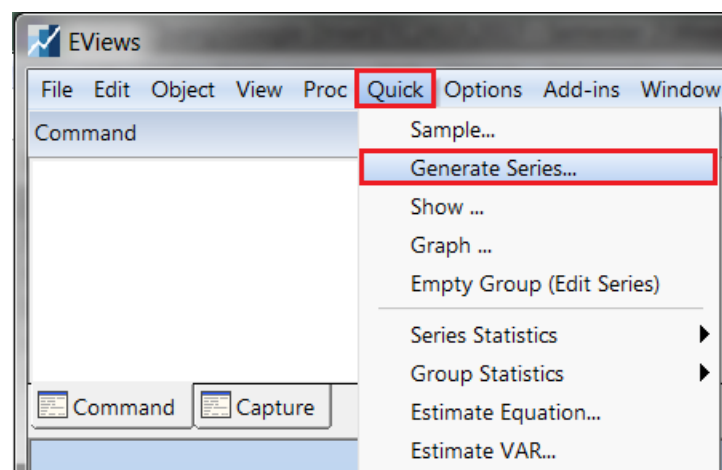 EViews
File Edit Object View Proc Quick Options Add-ins Window
Command
Sample...
Generate Series...
Show ...
Graph ...
Empty Group (Edit Series)
Series Statistics
Group Statistics
Estimate Equation...
Estimate VAR...
Command Capture